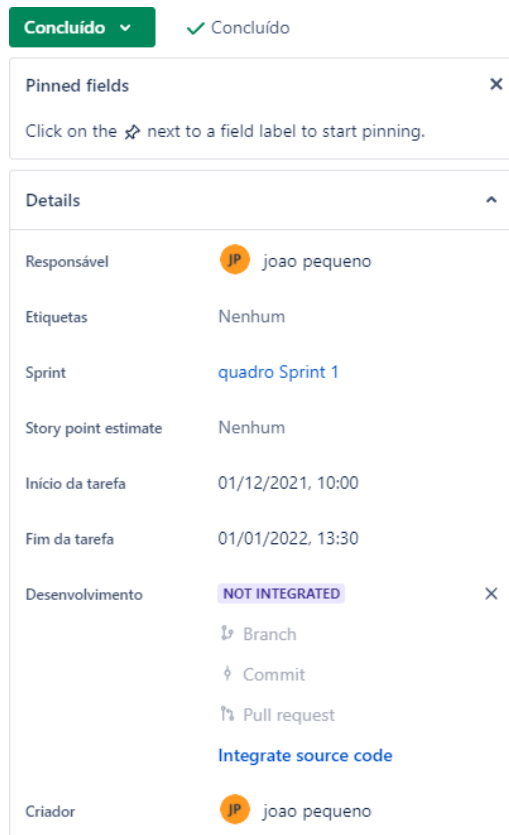 Concluído Concluído
Pinned fields
Click on the next to a field label to start pinning.
Details
Responsável JP joao pequeno
Etiquetas Nenhum
Sprint quadro Sprint 1
Story point estimate Nenhum
Início da tarefa 01/12/2021, 10:00
Fim da tarefa 01/01/2022, 13:30
Desenvolvimento NOT INTEGRATED
Branch
Commit
Pull request
Integrate source code
Criador JP joao pequeno